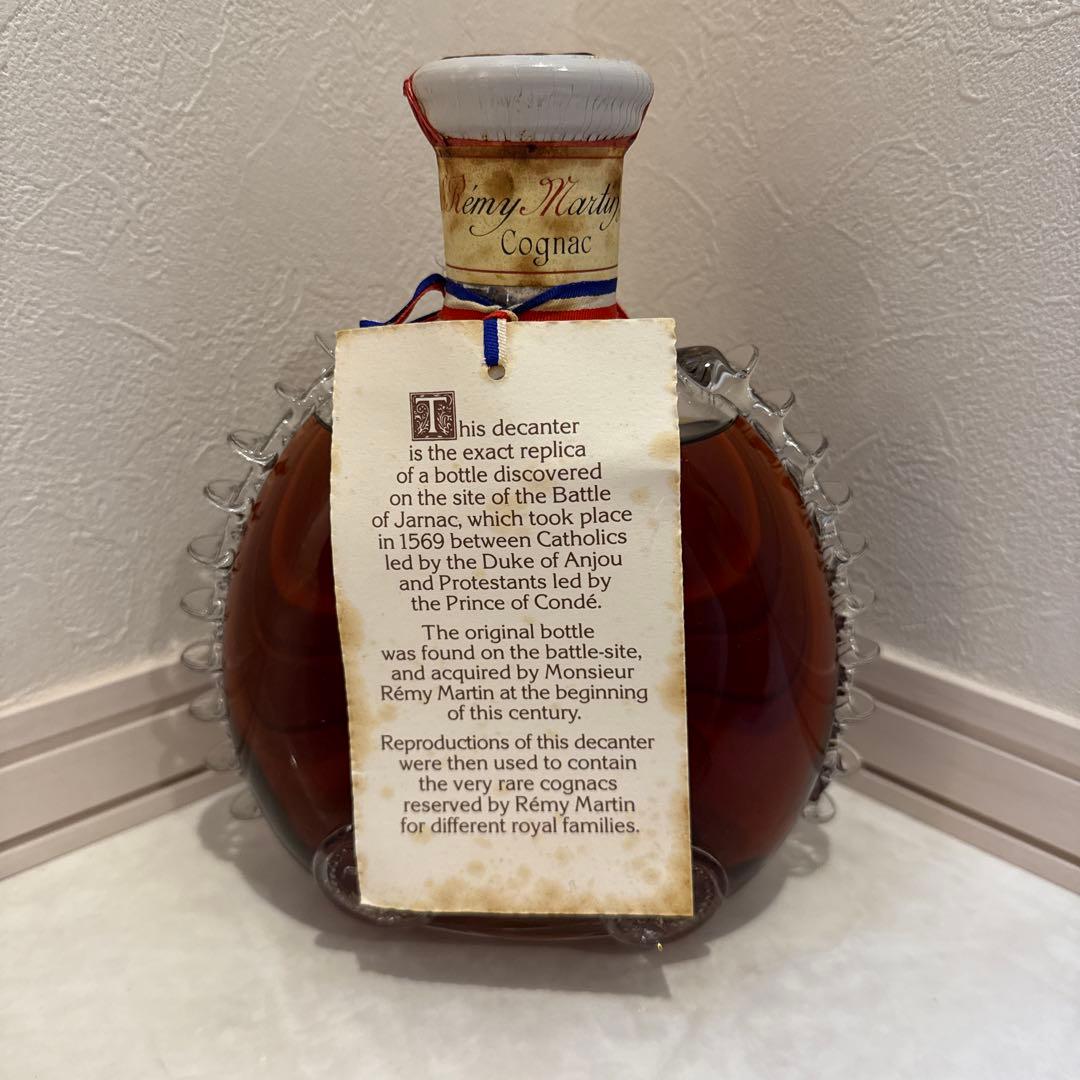 Rémy Martin
Cognac
This decanter
is the exact replica
of a bottle discovered
on the site of the Battle
of Jarnac, which took place
in 1569 between Catholics
led by the Duke of Anjou
and Protestants led by
the Prince of Condé.
The original bottle
was found on the battle-site,
and acquired by Monsieur
Rémy Martin at the beginning
of this century.
Reproductions of this decanter
were then used to contain
the very rare cognacs
reserved by Rémy Martin
for different royal families.